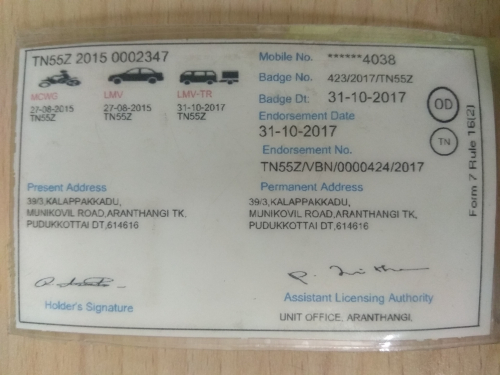 TN55Z 2015 0002347
MCWG LMV LMV-TR
27-08-2015 27-08-2015 31-10-2017
TN55Z TN55Z TN55Z
Mobile No. ******4038
Badge No. 423/2017/TN55Z
Badge Dt: 31-10-2017
Endorsement Date
31-10-2017
Endorsement No.
TN55Z/VBN/0000424/2017
OD
TN
Form 7 Rule 16(2)
Present Address
39/3,KALAPPAKKADU,
MUNIKOVIL ROAD,ARANTHANGI TK.
PUDUKKOTTAI DT,614616
Permanent Address
39/3,KALAPPAKKADU,
MUNIKOVIL ROAD,ARANTHANGI TK.
PUDUKKOTTAI DT,614616
Holder's Signature
Assistant Licensing Authority
UNIT OFFICE, ARANTHANGI.